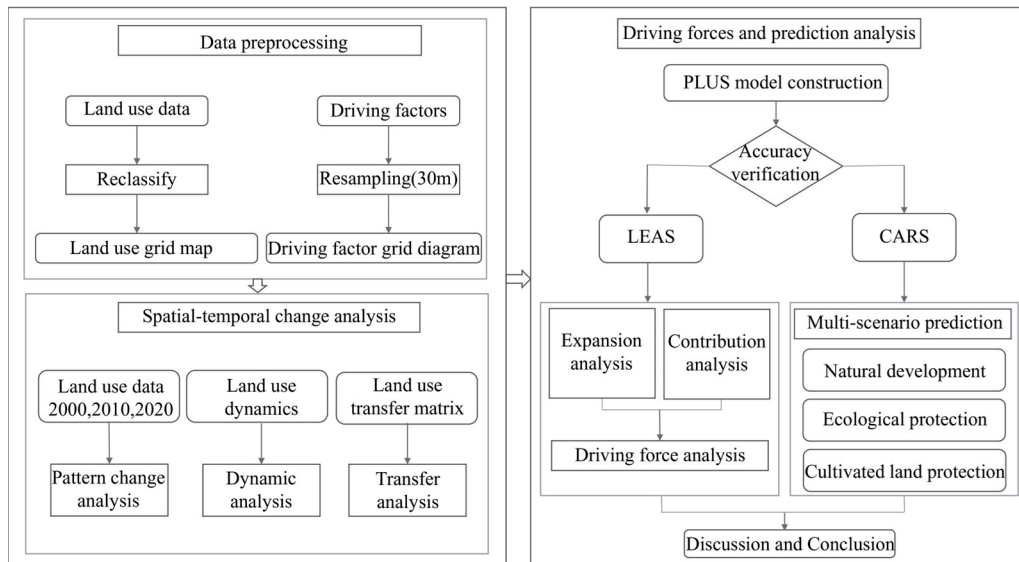 Data preprocessing
Land use data
Driving factors
Reclassify
Resampling(30m)
Land use grid map
Driving factor grid diagram
Spatial-temporal change analysis
Land use data
2000,2010,2020
Land use
dynamics
Land use
transfer matrix
Pattern change
analysis
Dynamic
analysis
Transfer
analysis
Driving forces and prediction analysis
PLUS model construction
Accuracy
verification
LEAS
CARS
Expansion
analysis
Contribution
analysis
Driving force analysis
Multi-scenario prediction
Natural development
Ecological protection
Cultivated land protection
Discussion and Conclusion